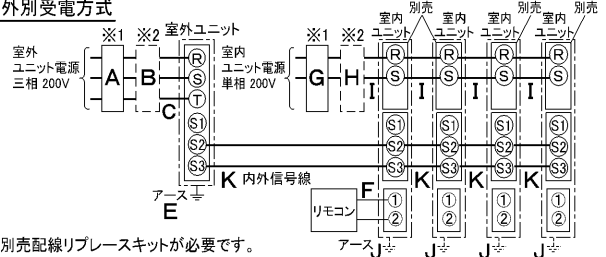 外別受電方式
※1 ※2 室外ユニット
室外
ユニット電源
三相 200V
A B C
R
S
T
S1
S2
S3
アース
E
K 内外信号線
※1 ※2
室内
ユニット電源
単相 200V
G H
別売 別売 別売
室内
ユニット
室内
ユニット
室内
ユニット
室内
ユニット
R R R R
S S S S
I I I I
S1 S1 S1 S1
S2 S2 S2 S2
S3 S3 S3 S3
K K K
F
リモコン
① ① ① ①
② ② ② ②
アース J J J J
別売配線リプレースキットが必要です。